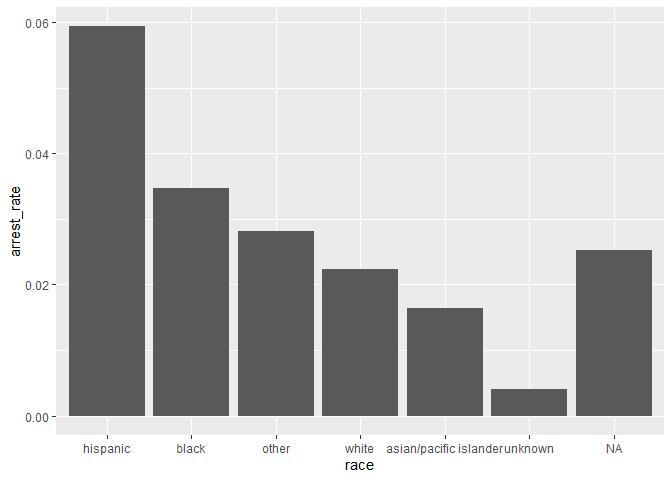 0.06
0.04
0.02
0.00
arrest_rate
hispanic black other white asian/pacific islander unknown NA
race